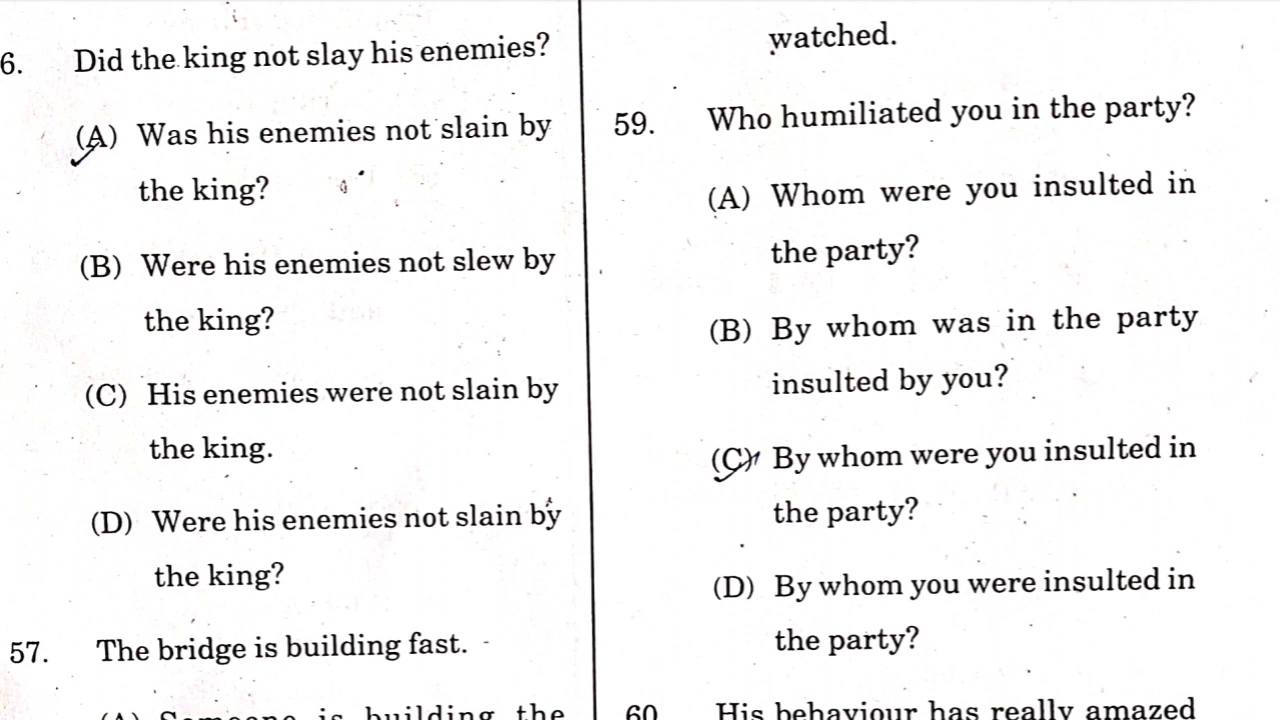 6. Did the king not slay his enemies?
(A) Was his enemies not slain by
the king?
(B) Were his enemies not slew by
the king?
(C) His enemies were not slain by
the king.
(D) Were his enemies not slain by
the king?
57. The bridge is building fast.
(A) Someone is building the
watched.
59. Who humiliated you in the party?
(A) Whom were you insulted in
the party?
(B) By whom was in the party
insulted by you?
(C) By whom were you insulted in
the party?
(D) By whom you were insulted in
the party?
60 His behaviour has really amazed